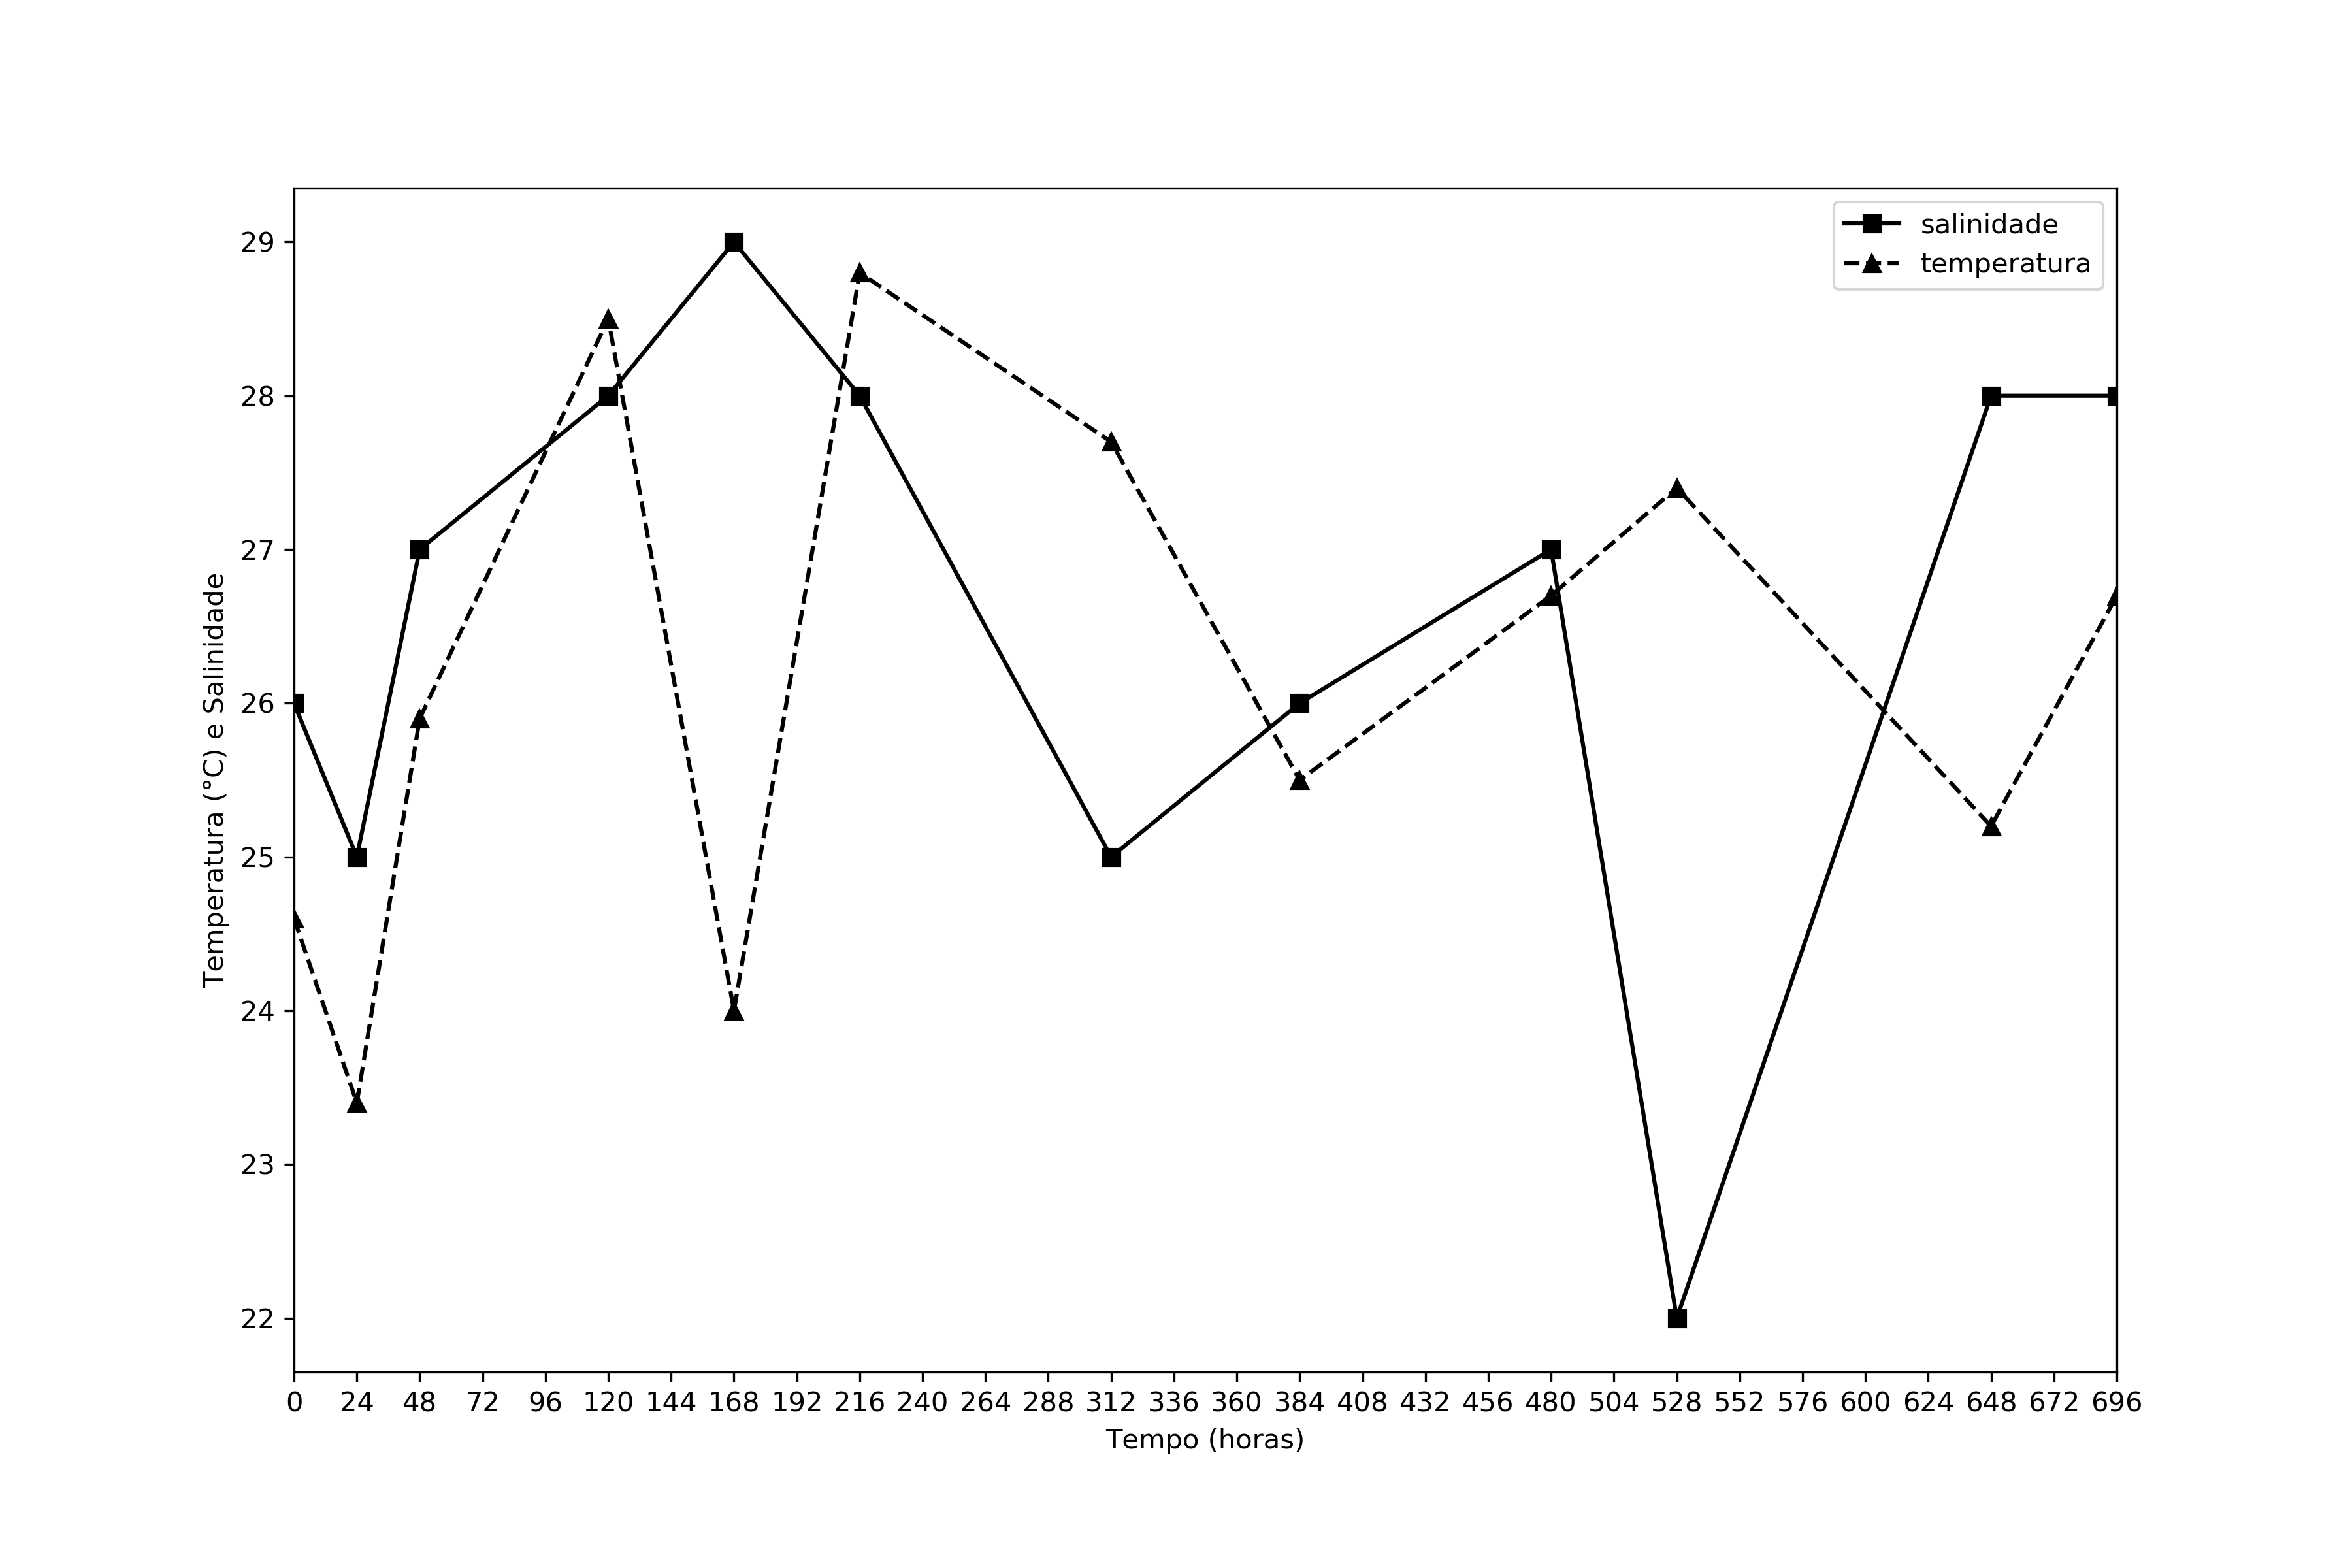 salinidade
temperatura
29
28
27
26
25
24
23
22
Temperatura (°C) e Salinidade
0 24 48 72 96 120 144 168 192 216 240 264 288 312 336 360 384 408 432 456 480 504 528 552 576 600 624 648 672 696
Tempo (horas)